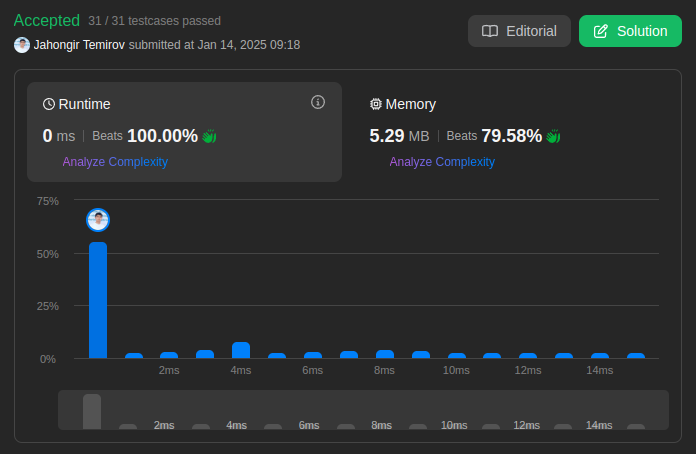 Accepted 31 / 31 testcases passed
Jahongir Temirov submitted at Jan 14, 2025 09:18
Editorial
Solution
Runtime
0 ms Beats 100.00%
Analyze Complexity
Memory
5.29 MB Beats 79.58%
Analyze Complexity
75%
50%
25%
0%
2ms 4ms 6ms 8ms 10ms 12ms 14ms
2ms 4ms 6ms 8ms 10ms 12ms 14ms